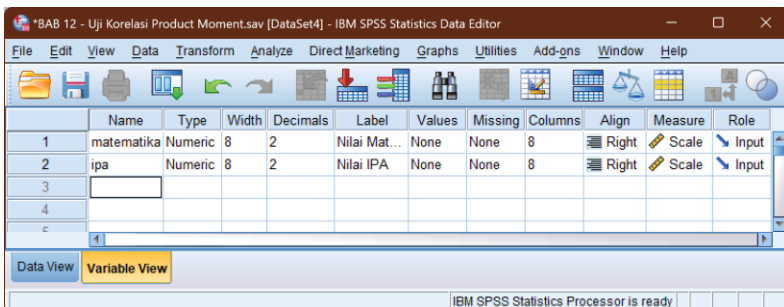 *BAB 12 - Uji Korelasi Product Moment.sav [DataSet4] - IBM SPSS Statistics Data Editor
File Edit View Data Transform Analyze Direct Marketing Graphs Utilities Add-ons Window Help
Name Type Width Decimals Label Values Missing Columns Align Measure Role
1 matematika Numeric 8 2 Nilai Mat... None None 8 Right Scale Input
2 ipa Numeric 8 2 Nilai IPA None None 8 Right Scale Input
3
4
Data View Variable View
IBM SPSS Statistics Processor is ready